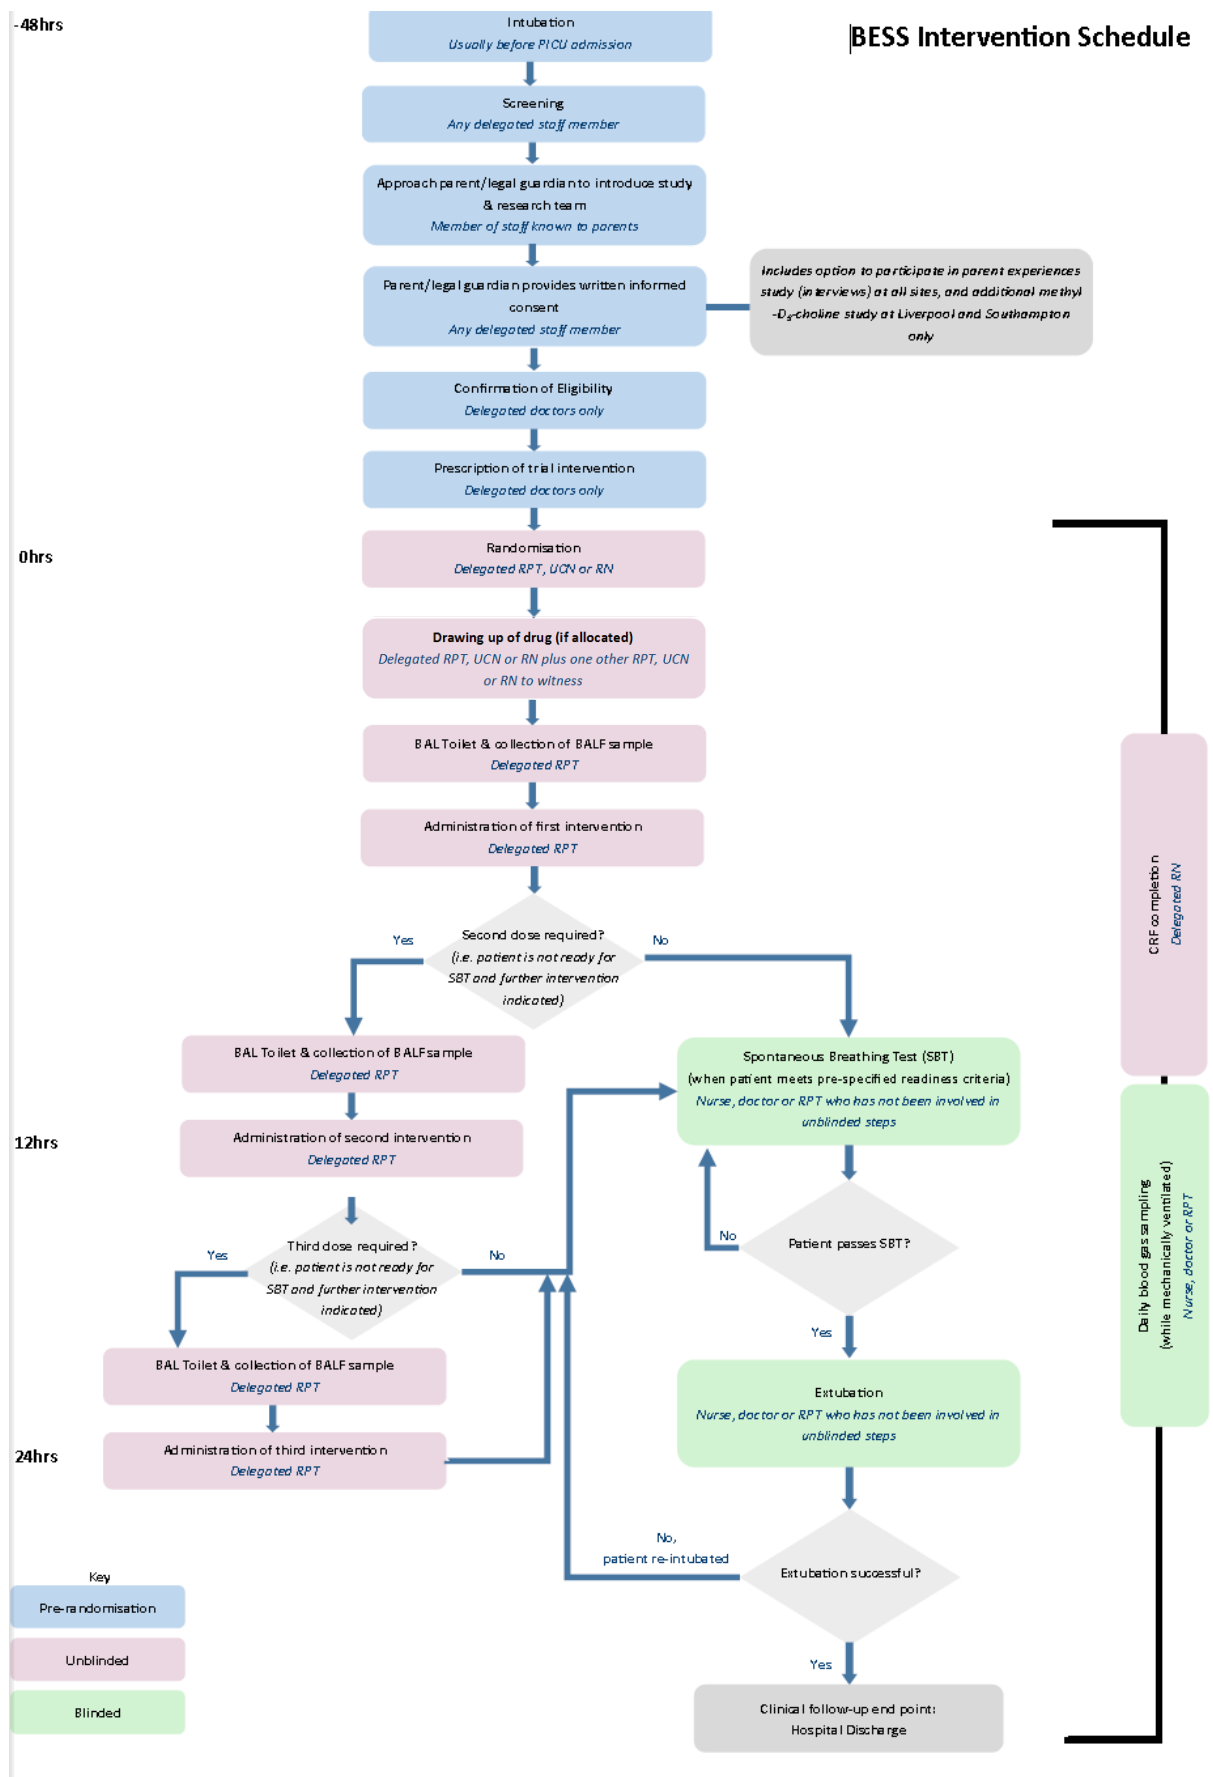 -48hrs
Intubation
Usually before PICU admission
BESS Intervention Schedule
Screening
Any delegated staff member
Approach parent/legal guardian to introduce study
& research team
Member of staff known to parents
Parent/legal guardian provides written informed
consent
Any delegated staff member
Includes option to participate in parent experiences
study (interviews) at all sites, and additional methyl
-D₉-choline study at Liverpool and Southampton
only
Confirmation of Eligibility
Delegated doctors only
Prescription of trial intervention
Delegated doctors only
0hrs
Randomisation
Delegated RPT, UCN or RN
Drawing up of drug (if allocated)
Delegated RPT, UCN or RN plus one other RPT, UCN
or RN to witness
BAL Toilet & collection of BALF sample
Delegated RPT
Administration of first intervention
Delegated RPT
Second dose required?
(i.e. patient is not ready for
SBT and further intervention
indicated)
Yes
No
BAL Toilet & collection of BALF sample
Delegated RPT
Spontaneous Breathing Test (SBT)
(when patient meets pre-specified readiness criteria)
Nurse, doctor or RPT who has not been involved in
unblinded steps
12hrs
Administration of second intervention
Delegated RPT
Third dose required?
(i.e. patient is not ready for
SBT and further intervention
indicated)
Yes
No
Patient passes SBT?
No
Yes
BAL Toilet & collection of BALF sample
Delegated RPT
Extubation
Nurse, doctor or RPT who has not been involved in
unblinded steps
24hrs
Administration of third intervention
Delegated RPT
No,
patient re-intubated
Extubation successful?
Yes
Clinical follow-up end point:
Hospital Discharge
CRF completion
Delegated RN
Daily blood gas sampling
(while mechanically ventilated)
Nurse, doctor or RPT
Key
Pre-randomisation
Unblinded
Blinded